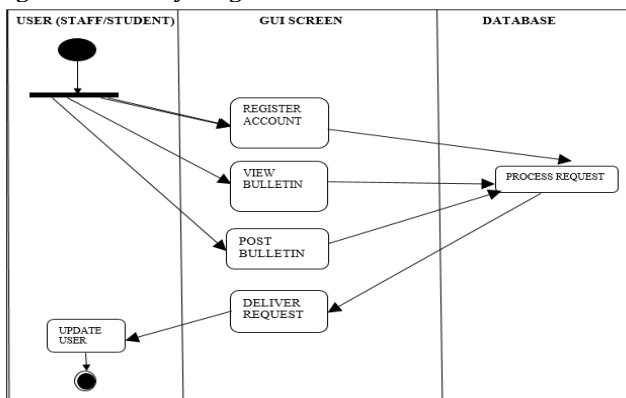 USER (STAFF/STUDENT)
GUI SCREEN
DATABASE
REGISTER
ACCOUNT
VIEW
BULLETIN
PROCESS REQUEST
POST
BULLETIN
DELIVER
REQUEST
UPDATE
USER